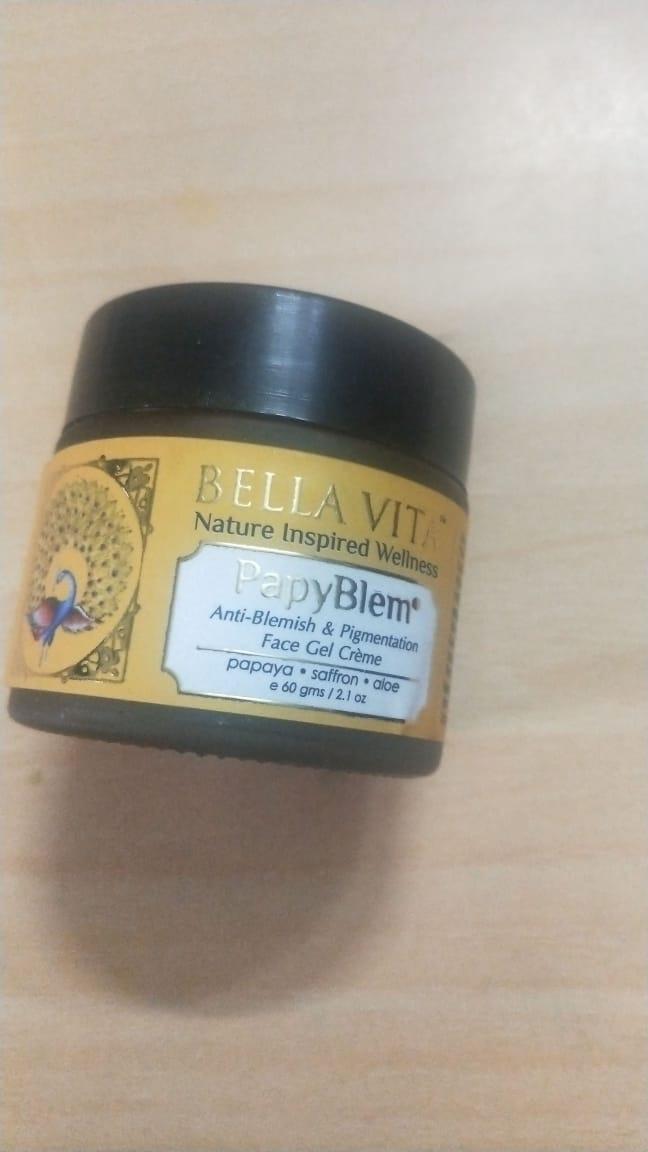 BELLA VITA™
Nature Inspired Wellness
PapyBlem®
Anti-Blemish & Pigmentation
Face Gel Crème
papaya • saffron • aloe
e 60 gms / 2.1 oz